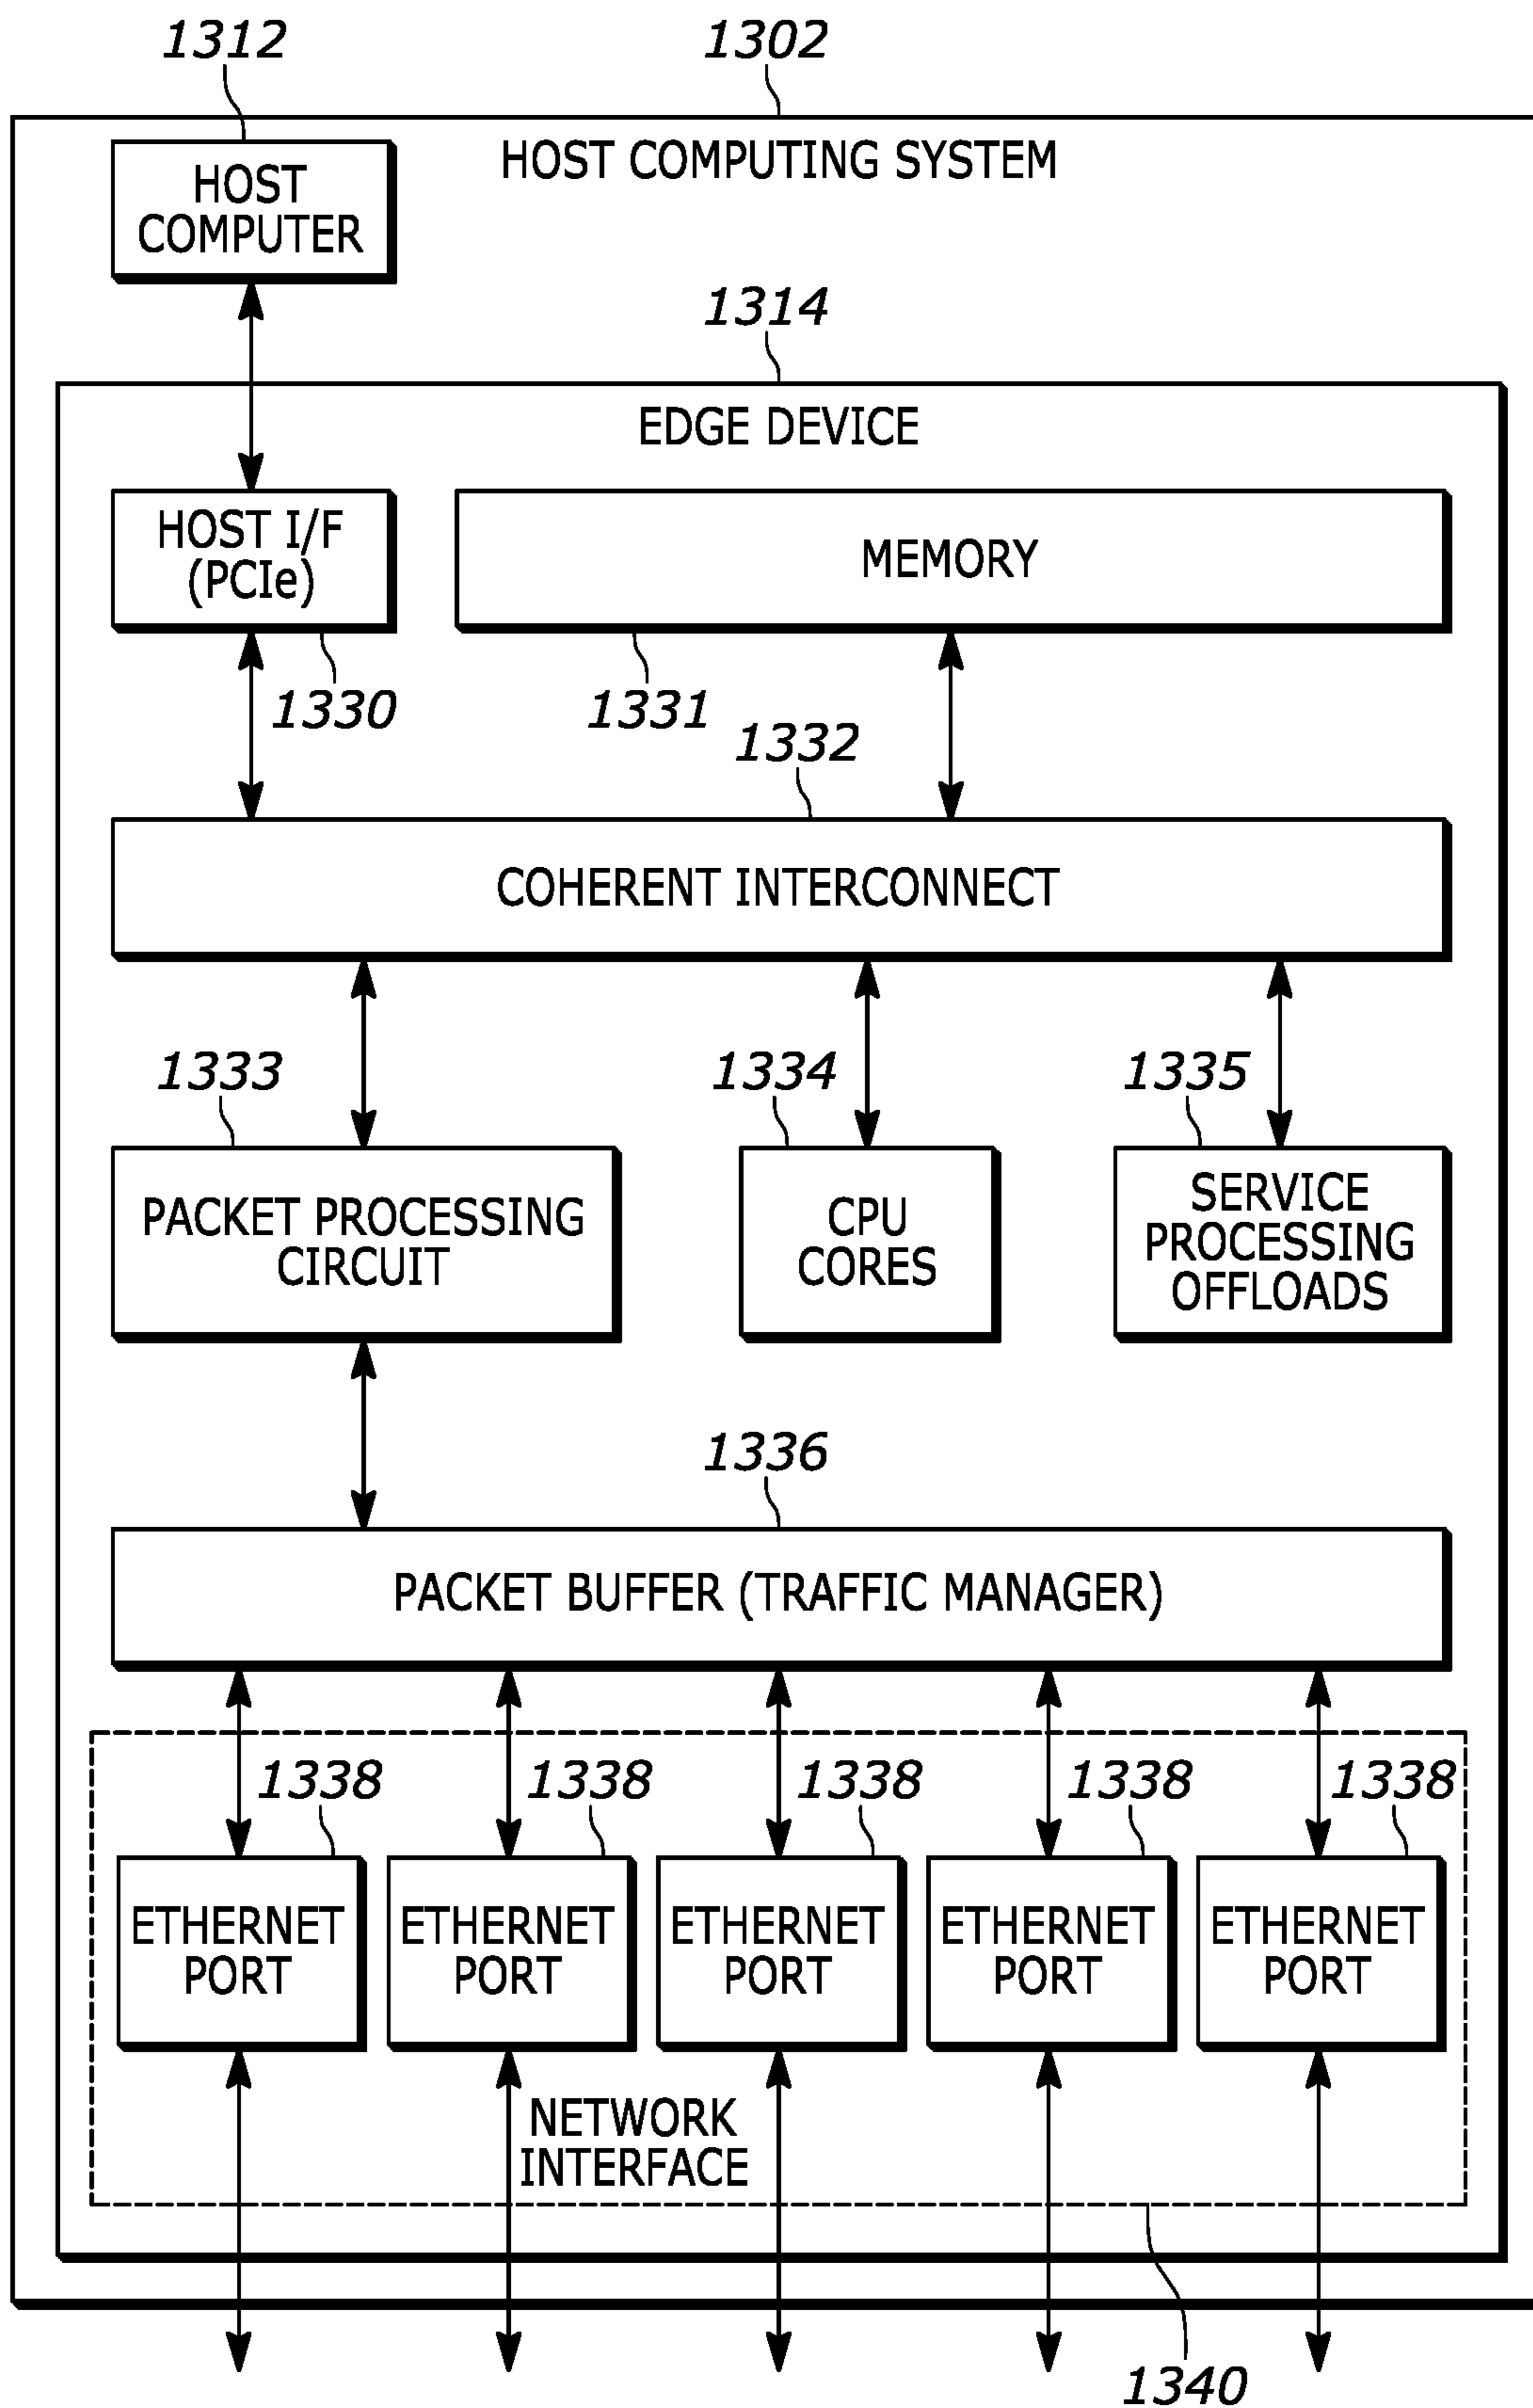 1312
1302
HOST COMPUTING SYSTEM
HOST
COMPUTER
1314
EDGE DEVICE
HOST I/F
(PCIe)
MEMORY
1330
1331
1332
COHERENT INTERCONNECT
1333
1334
1335
PACKET PROCESSING
CIRCUIT
CPU
CORES
SERVICE
PROCESSING
OFFLOADS
1336
PACKET BUFFER (TRAFFIC MANAGER)
1338
1338
1338
1338
1338
ETHERNET
PORT
ETHERNET
PORT
ETHERNET
PORT
ETHERNET
PORT
ETHERNET
PORT
NETWORK
INTERFACE
1340